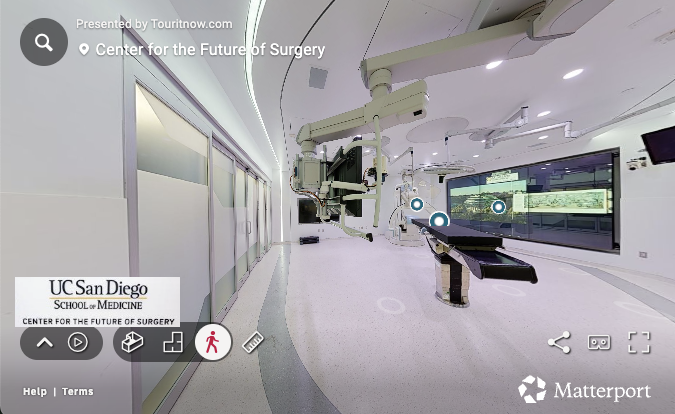 Presented by Touritnow.com
Center for the Future of Surgery
UC San Diego
SCHOOL OF MEDICINE
CENTER FOR THE FUTURE OF SURGERY
Help | Terms
Matterport